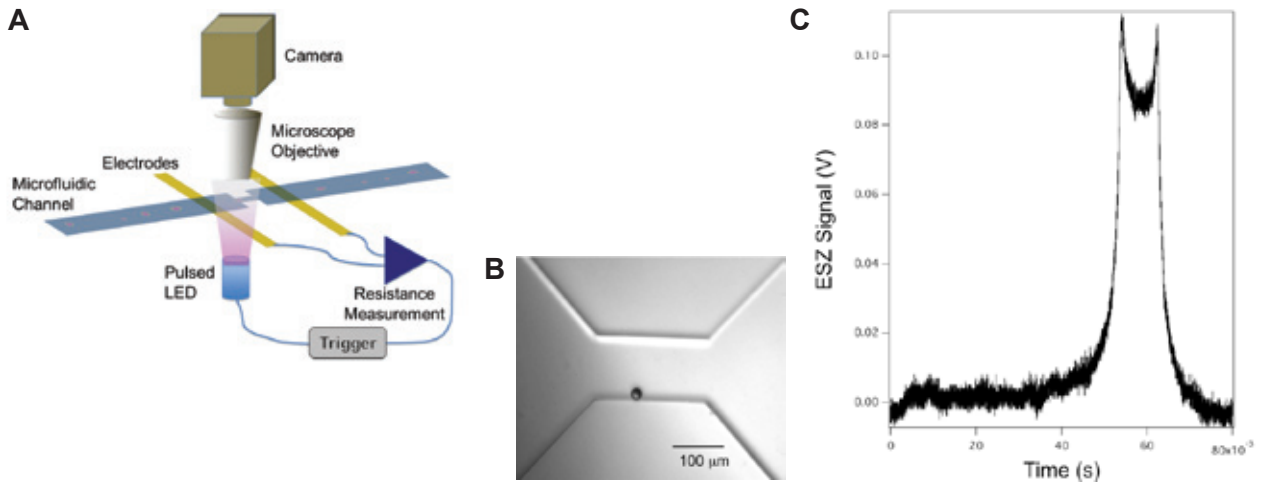 A
Camera
Microscope
Objective
Electrodes
Microfluidic
Channel
Pulsed
LED
Resistance
Measurement
Trigger
B
100 μm
C
ESZ Signal (V)
0.10
0.08
0.06
0.04
0.02
0.00
0
20
40
60
80x10⁻³
Time (s)